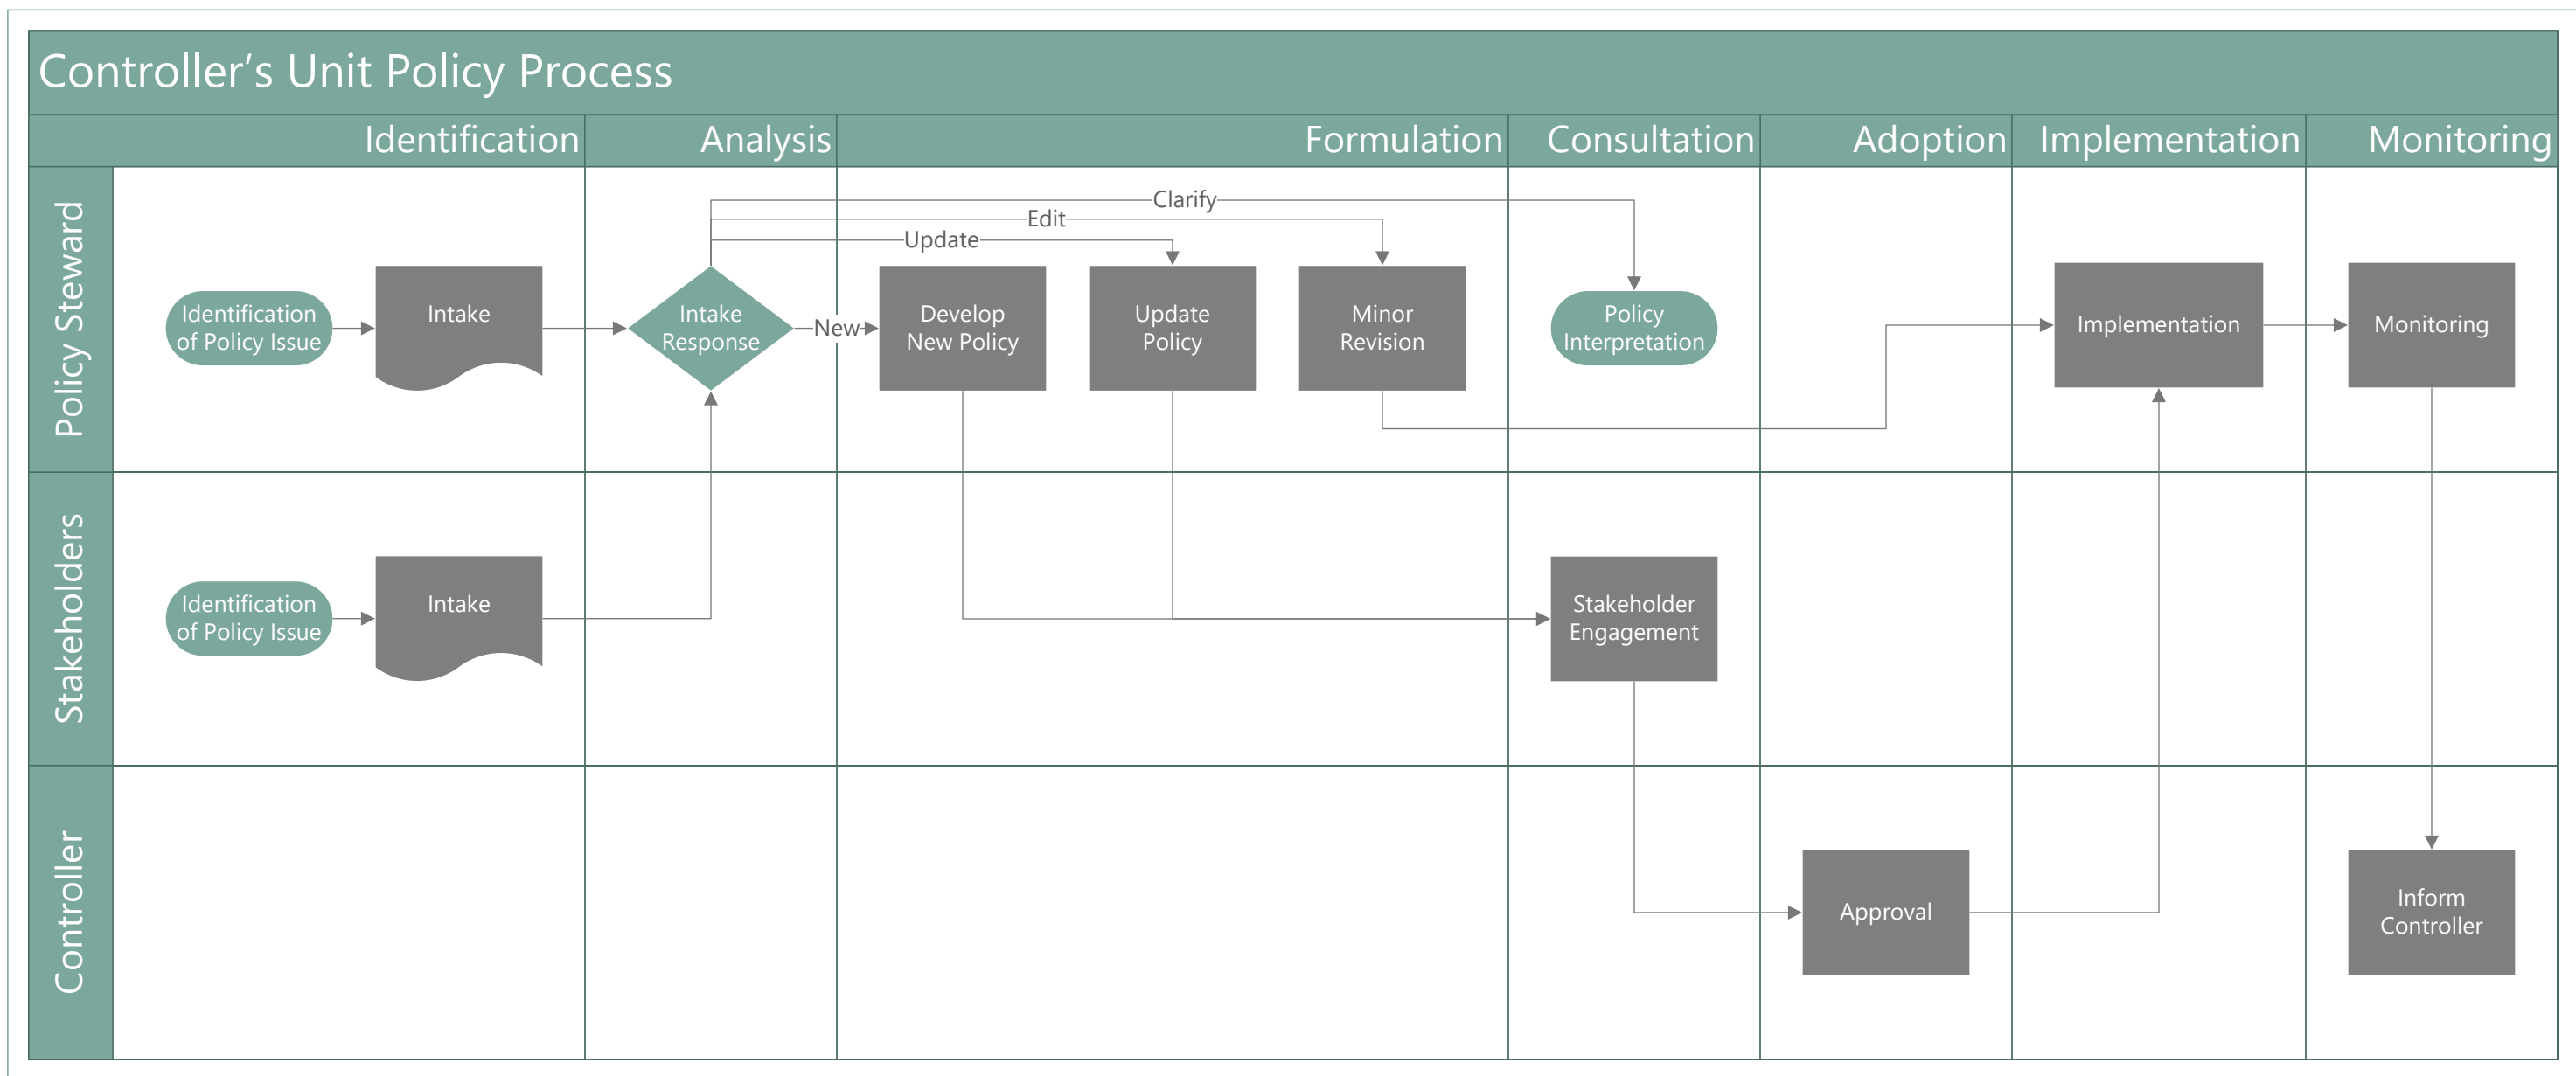 Controller’s Unit Policy Process
Identification
Analysis
Formulation
Consultation
Adoption
Implementation
Monitoring
Policy Steward
Clarify
Edit
Update
Identification
of Policy Issue
Intake
Intake
Response
New
Develop
New Policy
Update
Policy
Minor
Revision
Policy
Interpretation
Implementation
Monitoring
Stakeholders
Identification
of Policy Issue
Intake
Stakeholder
Engagement
Controller
Approval
Inform
Controller